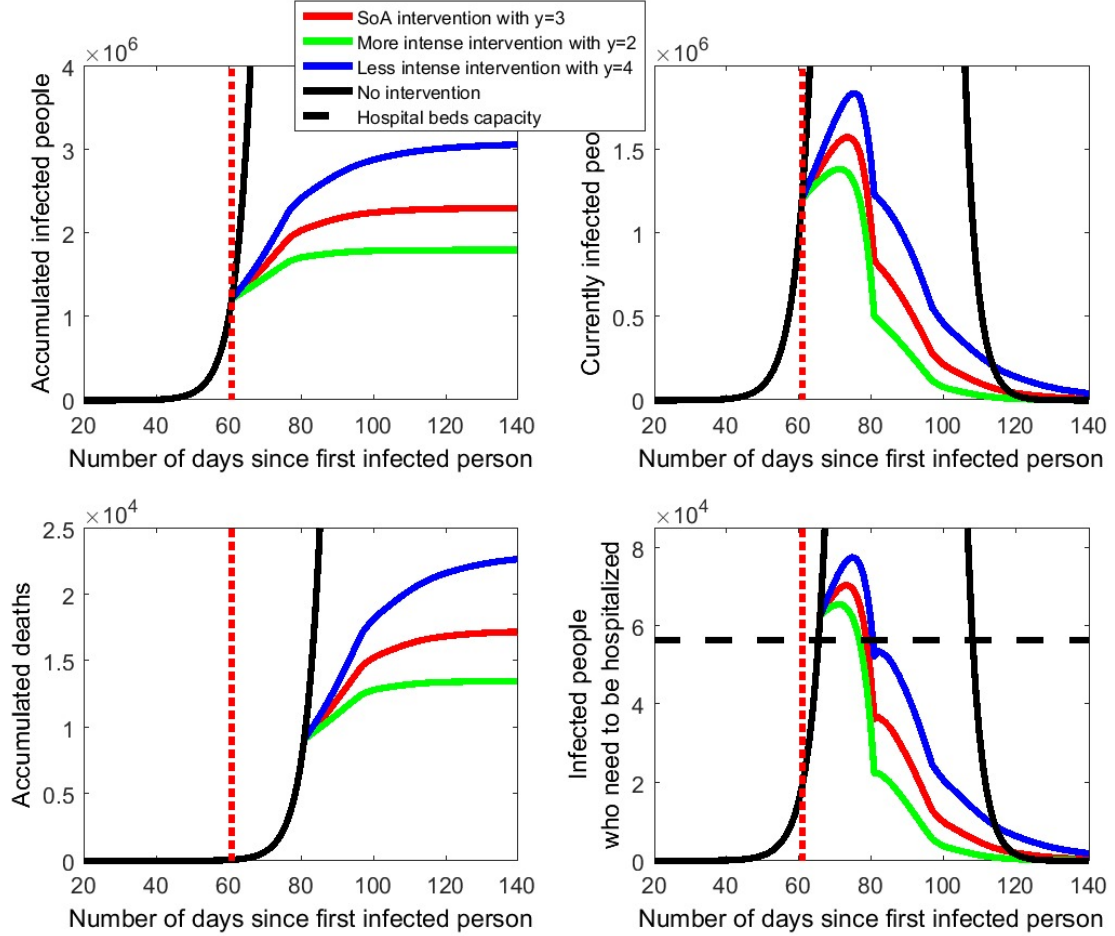 SoA intervention with y=3
More intense intervention with y=2
Less intense intervention with y=4
No intervention
Hospital beds capacity
×10^6
4
3
2
1
0
Accumulated infected people
20 40 60 80 100 120 140
Number of days since first infected person
×10^6
1.5
1
0.5
0
Currently infected peo
20 40 60 80 100 120 140
Number of days since first infected person
×10^4
2.5
2
1.5
1
0.5
0
Accumulated deaths
20 40 60 80 100 120 140
Number of days since first infected person
×10^4
8
6
4
2
0
Infected people
who need to be hospitalized
20 40 60 80 100 120 140
Number of days since first infected person